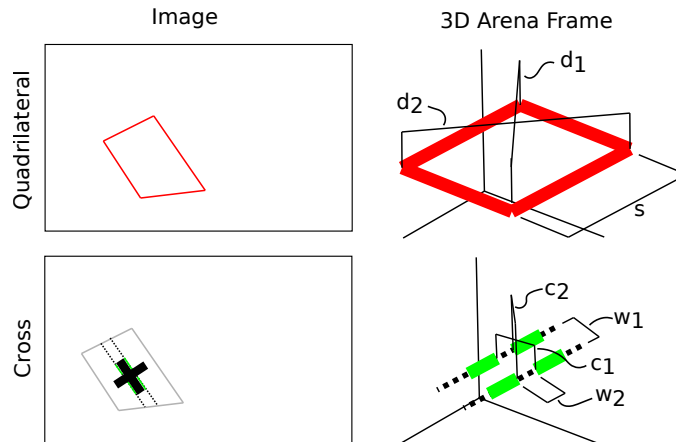 Image
3D Arena Frame
Quadrilateral
d1
d2
s
Cross
c2
w1
c1
w2